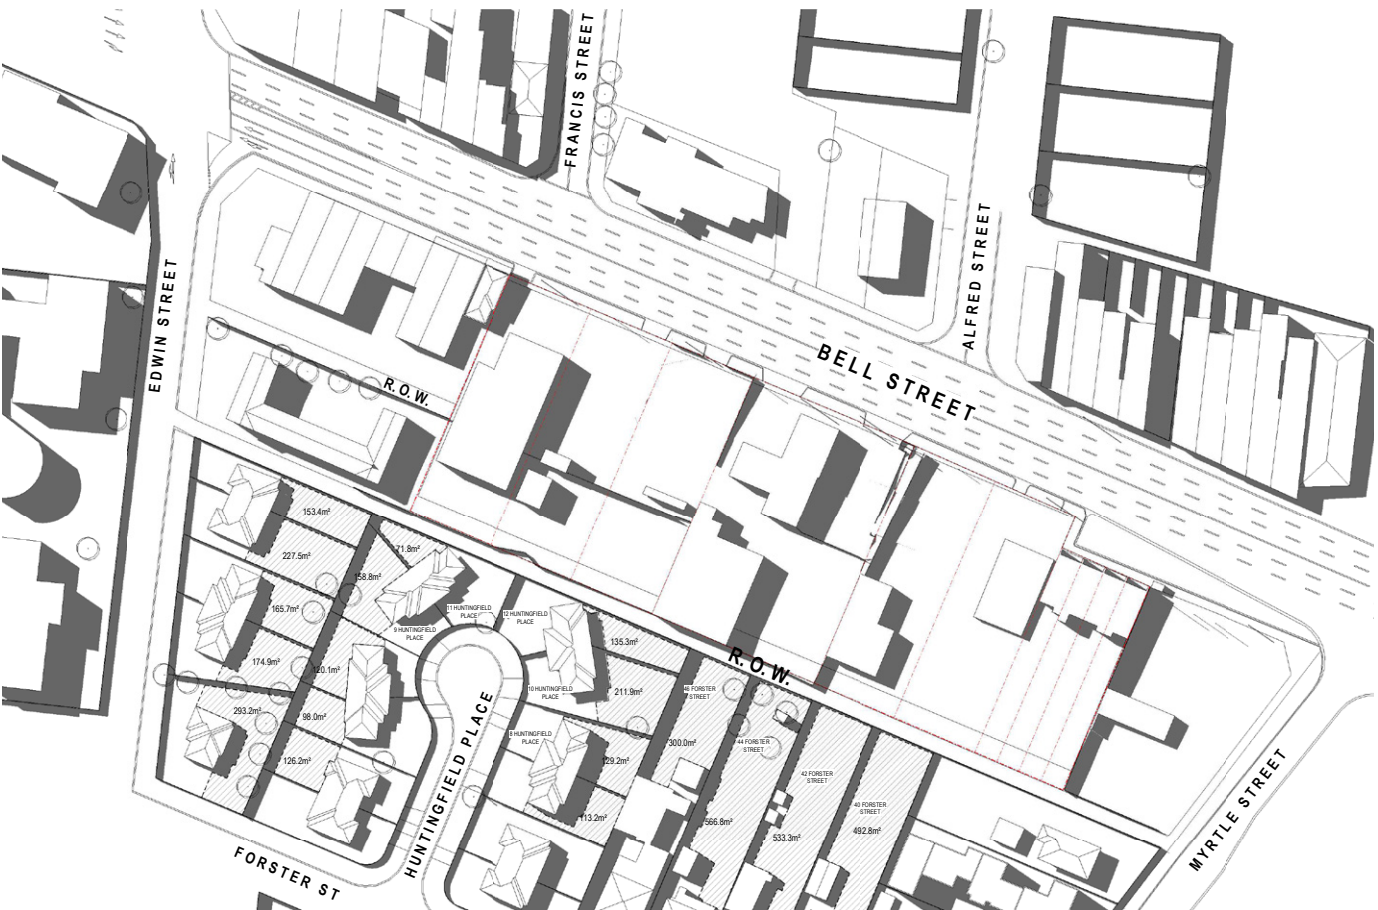 FRANCIS STREET
ALFRED STREET
EDWIN STREET
BELL STREET
R.O.W.
153.4m²
227.5m²
71.8m²
158.8m²
165.7m²
11 HUNTINGFIELD
PLACE
12 HUNTINGFIELD
PLACE
9 HUNTINGFIELD
PLACE
135.3m²
R.O.W.
174.9m²
120.1m²
10 HUNTINGFIELD
PLACE
211.9m²
46 FORSTER
STREET
293.2m²
98.0m²
8 HUNTINGFIELD
PLACE
300.0m²
44 FORSTER
STREET
126.2m²
129.2m²
42 FORSTER
STREET
HUNTINGFIELD PLACE
113.2m²
566.8m²
533.3m²
40 FORSTER
STREET
492.8m²
MYRTLE STREET
FORSTER ST